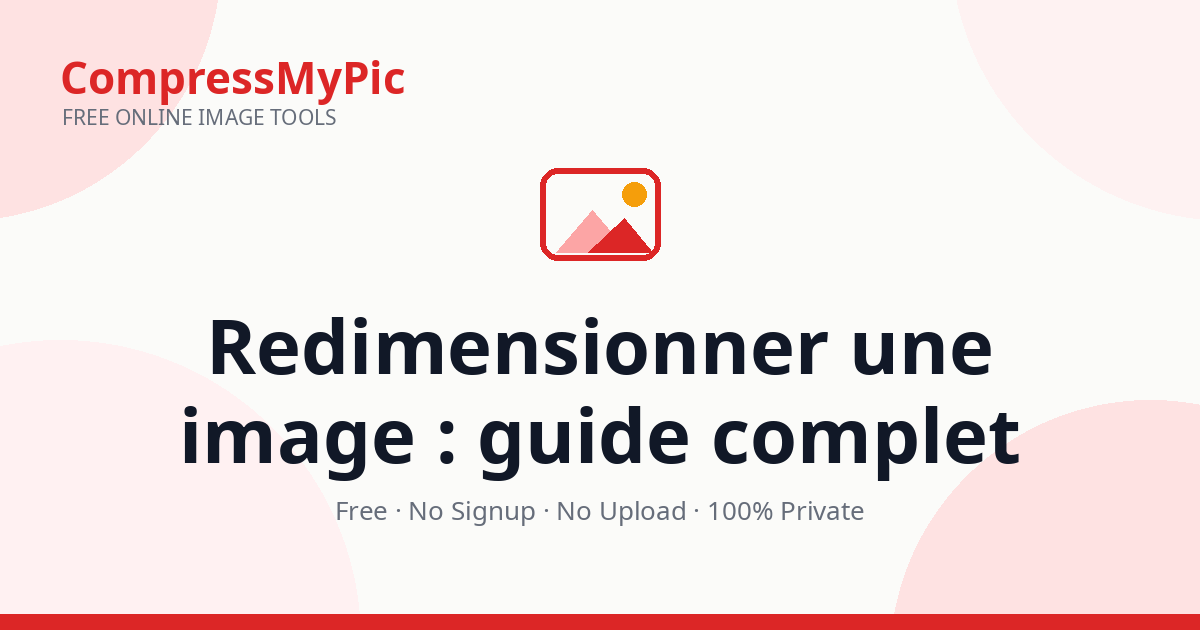 CompressMyPic
FREE ONLINE IMAGE TOOLS
Redimensionner une
image : guide complet
Free · No Signup · No Upload · 100% Private